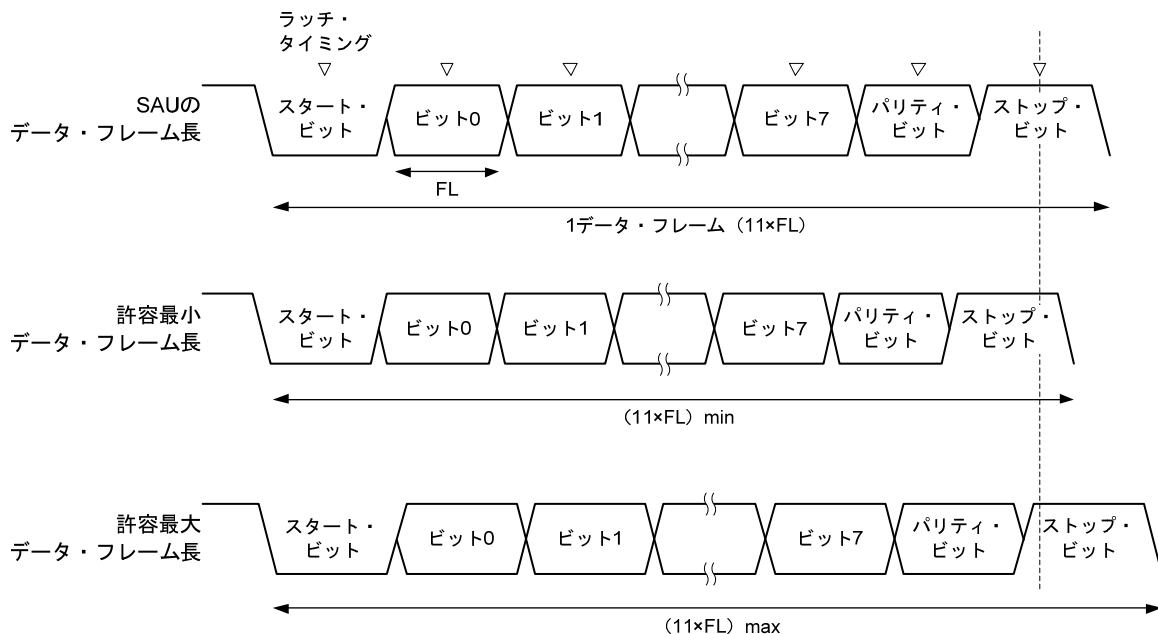 ラッチ・
タイミング
▽ ▽ ▽ ▽ ▽ ▽
SAUの
データ・フレーム長
スタート・
ビット
ビット0
ビット1
ビット7
パリティ・
ビット
ストップ・
ビット
FL
1データ・フレーム（11×FL）
許容最小
データ・フレーム長
スタート・
ビット
ビット0
ビット1
ビット7
パリティ・
ビット
ストップ・
ビット
（11×FL）min
許容最大
データ・フレーム長
スタート・
ビット
ビット0
ビット1
ビット7
パリティ・
ビット
ストップ・
ビット
（11×FL）max